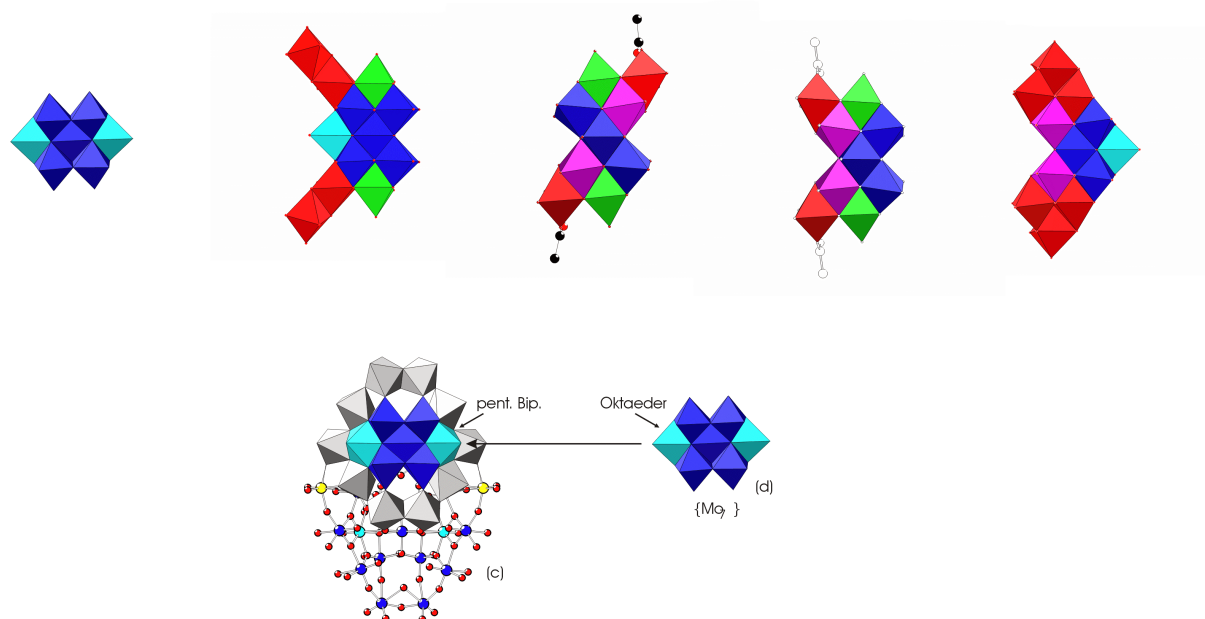 pent. Bip.
Oktaeder
(d)
{Mo7 }
(c)